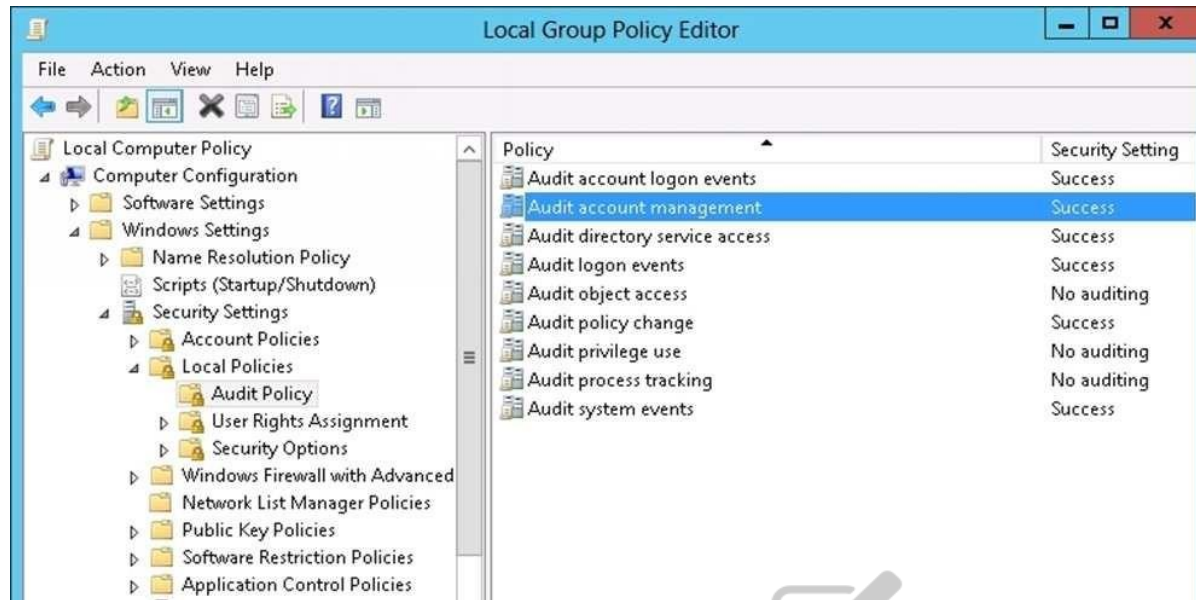 Local Group Policy Editor
File Action View Help
Local Computer Policy
Computer Configuration
Software Settings
Windows Settings
Name Resolution Policy
Scripts (Startup/Shutdown)
Security Settings
Account Policies
Local Policies
Audit Policy
User Rights Assignment
Security Options
Windows Firewall with Advanced
Network List Manager Policies
Public Key Policies
Software Restriction Policies
Application Control Policies
Policy Security Setting
Audit account logon events Success
Audit account management Success
Audit directory service access Success
Audit logon events Success
Audit object access No auditing
Audit policy change Success
Audit privilege use No auditing
Audit process tracking No auditing
Audit system events Success